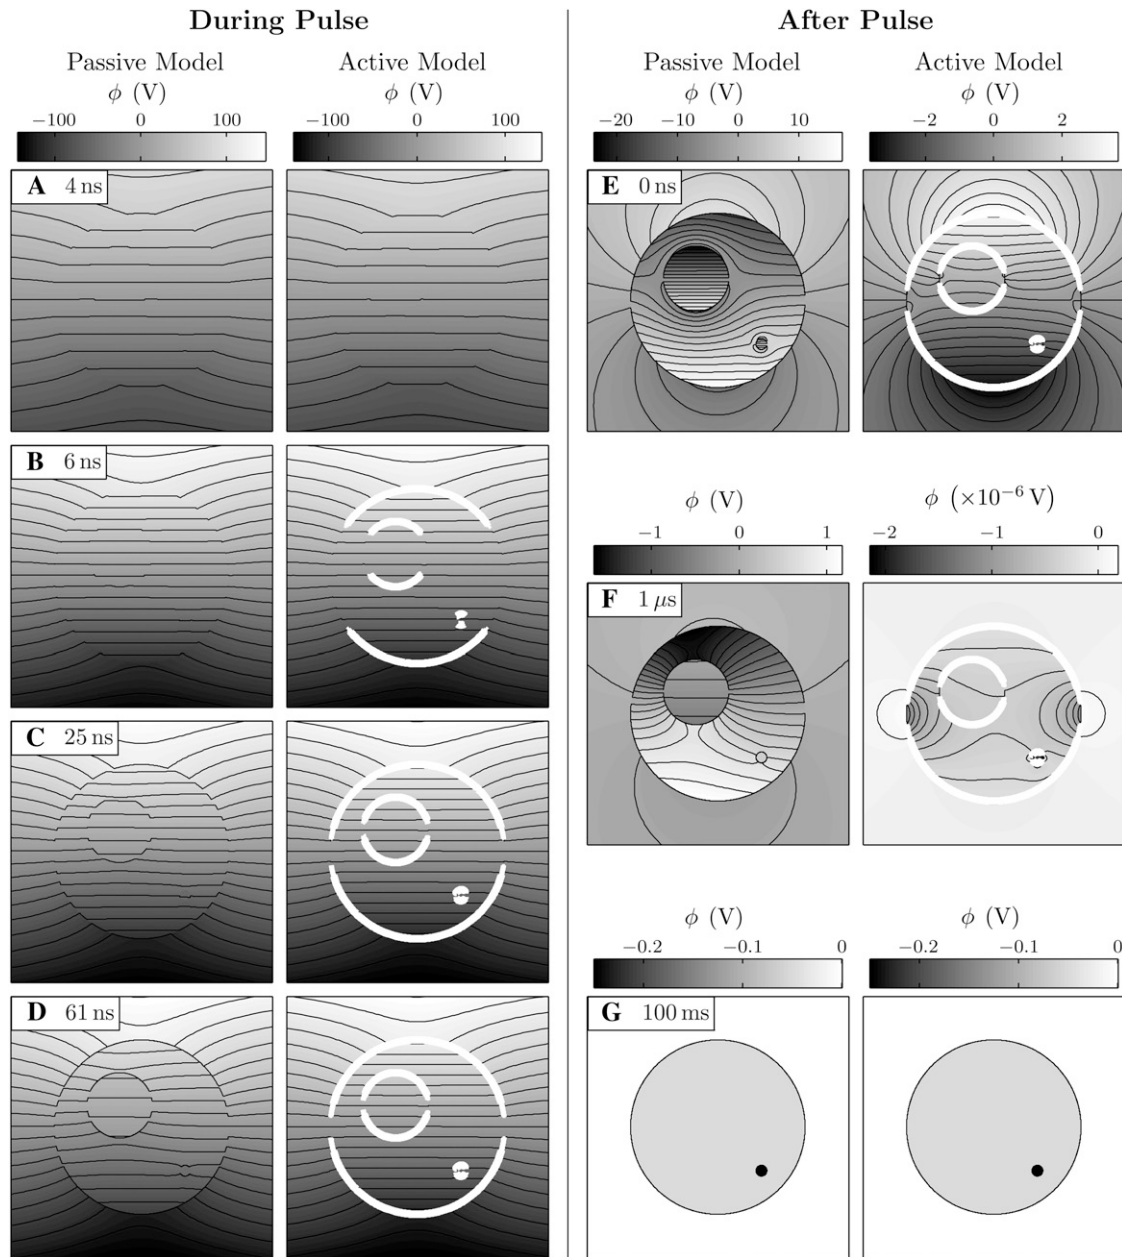 During Pulse
Passive Model
Active Model
ϕ (V)
ϕ (V)
−100 0 100
−100 0 100
A 4 ns
B 6 ns
C 25 ns
D 61 ns
After Pulse
Passive Model
Active Model
ϕ (V)
ϕ (V)
−20 −10 0 10
−2 0 2
E 0 ns
ϕ (V)
ϕ (×10⁻⁶ V)
−1 0 1
−2 −1 0
F 1 μs
ϕ (V)
ϕ (V)
−0.2 −0.1 0
−0.2 −0.1 0
G 100 ms